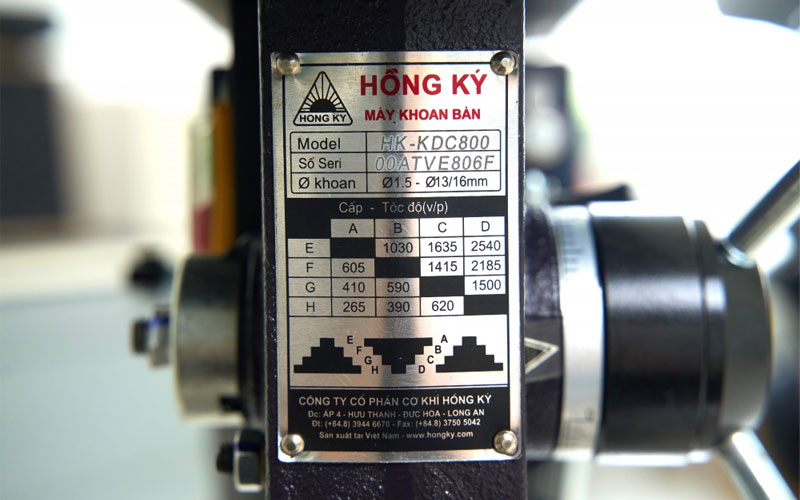 HỒNG KÝ
HONG KY
MÁY KHOAN BÀN
Model HK-KDC800
Số Seri 00ATVE806F
Ø khoan Ø1.5 - Ø13/16mm
Cấp - Tốc độ(v/p)
A B C D
E 1030 1635 2540
F 605 1415 2185
G 410 590 1500
H 265 390 620
E A
F B
G C
H D
CÔNG TY CỔ PHẦN CƠ KHÍ HỒNG KÝ
Đc: ẤP 4 - HỰU THẠNH - ĐỨC HÒA - LONG AN
Đt: (+84.8) 3944 6670 - Fax: (+84.8) 3750 5042
Sản xuất tại Việt Nam - www.hongky.com